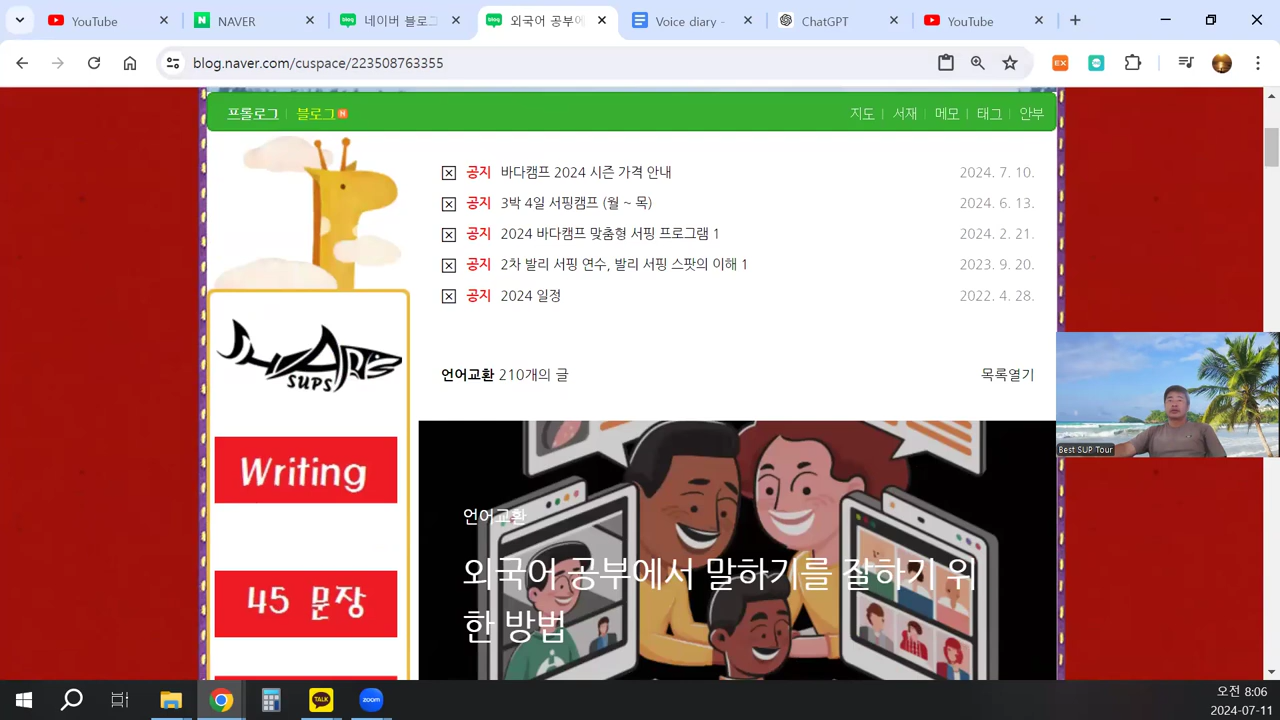 YouTube
NAVER
네이버 블로그
외국어 공부에
Voice diary -
ChatGPT
YouTube
blog.naver.com/cuspace/223508763355
EX
프롤로그 블로그 N
지도 서재 메모 태그 안부
공지 바다캠프 2024 시즌 가격 안내 2024. 7. 10.
공지 3박 4일 서핑캠프 (월 ~ 목) 2024. 6. 13.
공지 2024 바다캠프 맞춤형 서핑 프로그램 1 2024. 2. 21.
공지 2차 발리 서핑 연수, 발리 서핑 스팟의 이해 1 2023. 9. 20.
공지 2024 일정 2022. 4. 28.
SHARPS
SUPS
언어교환 210개의 글 목록열기
Best SUP Tour
Writing
언어교환
외국어 공부에서 말하기를 잘하기 위
한 방법
45 문장
TALK
zoom
오전 8:06
2024-07-11